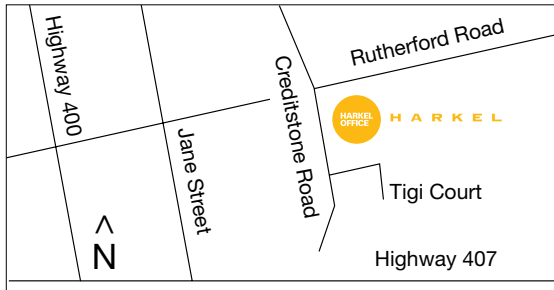 Rutherford Road
Highway 400
Creditstone Road
HARKEL
OFFICE
HARKEL
Jane Street
Tigi Court
N
Highway 407